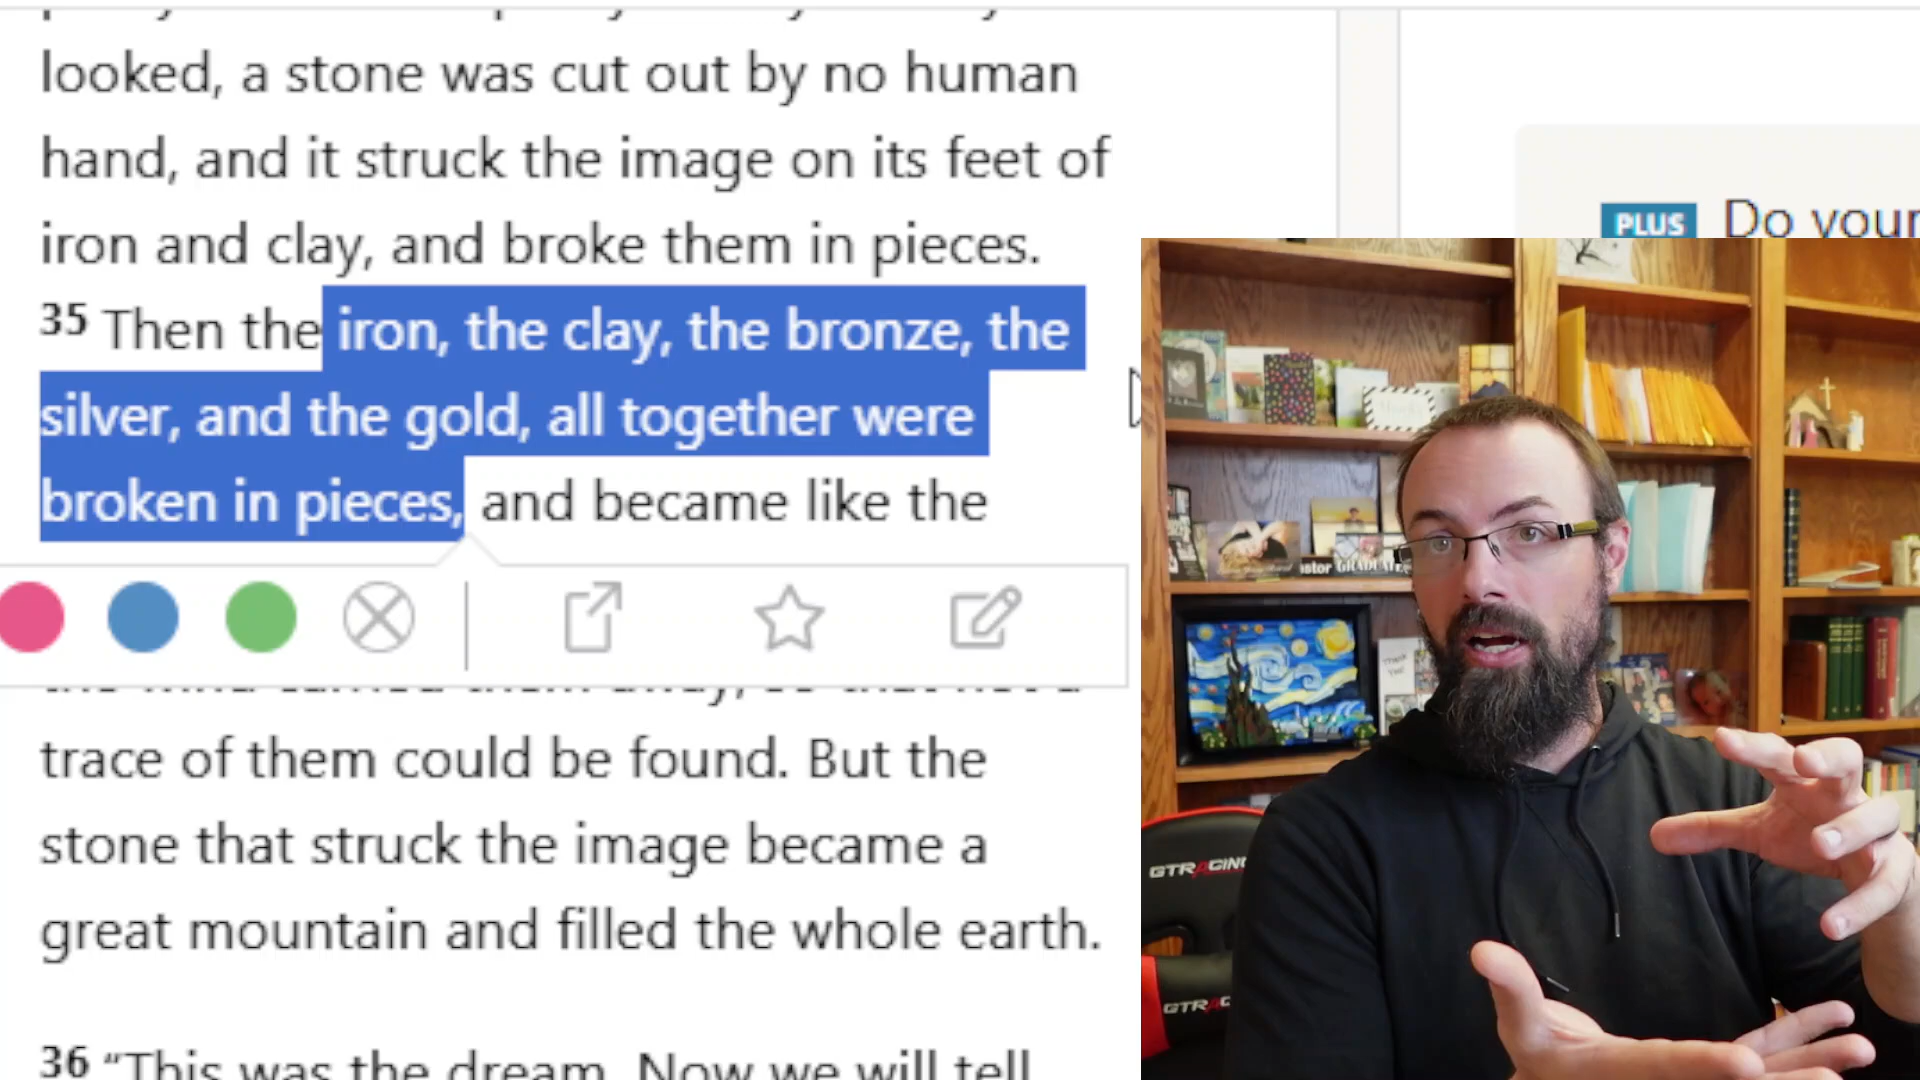 looked, a stone was cut out by no human
hand, and it struck the image on its feet of
iron and clay, and broke them in pieces.
35 Then the iron, the clay, the bronze, the
silver, and the gold, all together were
broken in pieces, and became like the
trace of them could be found. But the
stone that struck the image became a
great mountain and filled the whole earth.
36 “This was the dream. Now we will tell
PLUS Do your
GTRACING
GTRAC